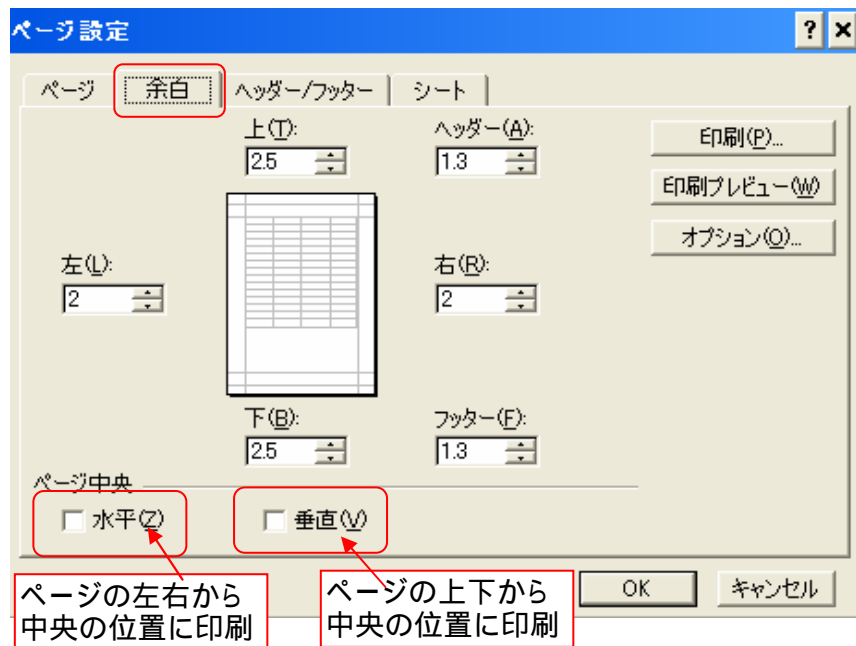 ページ設定
ページ 余白 ヘッダー/フッター シート
上(T): ヘッダー(A):
2.5 1.3
印刷(P)...
印刷プレビュー(W)
オプション(O)...
左(L): 右(R):
2 2
下(B): フッター(F):
2.5 1.3
ページ中央
水平(Z) 垂直(V)
OK キャンセル
ページの左右から
中央の位置に印刷
ページの上下から
中央の位置に印刷